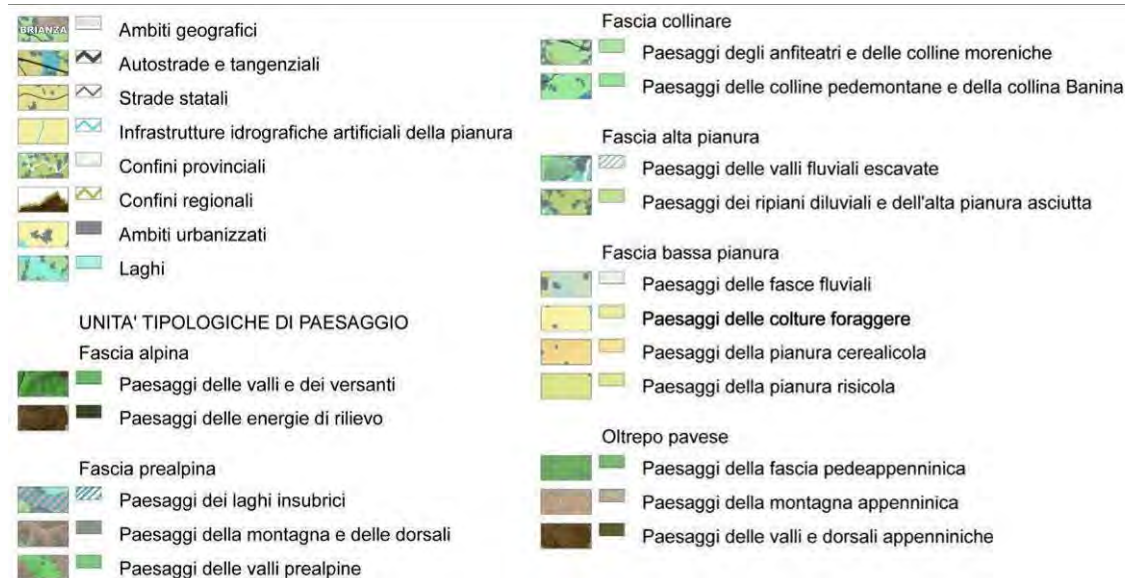 BRIANZA
Ambiti geografici
Autostrade e tangenziali
Strade statali
Infrastrutture idrografiche artificiali della pianura
Confini provinciali
Confini regionali
Ambiti urbanizzati
Laghi
UNITA' TIPOLOGICHE DI PAESAGGIO
Fascia alpina
Paesaggi delle valli e dei versanti
Paesaggi delle energie di rilievo
Fascia prealpina
Paesaggi dei laghi insubrici
Paesaggi della montagna e delle dorsali
Paesaggi delle valli prealpine
Fascia collinare
Paesaggi degli anfiteatri e delle colline moreniche
Paesaggi delle colline pedemontane e della collina Banina
Fascia alta pianura
Paesaggi delle valli fluviali escavate
Paesaggi dei ripiani diluviali e dell'alta pianura asciutta
Fascia bassa pianura
Paesaggi delle fasce fluviali
Paesaggi delle colture foraggere
Paesaggi della pianura cerealicola
Paesaggi della pianura risicola
Oltrepo pavese
Paesaggi della fascia pedeappenninica
Paesaggi della montagna appenninica
Paesaggi delle valli e dorsali appenniniche